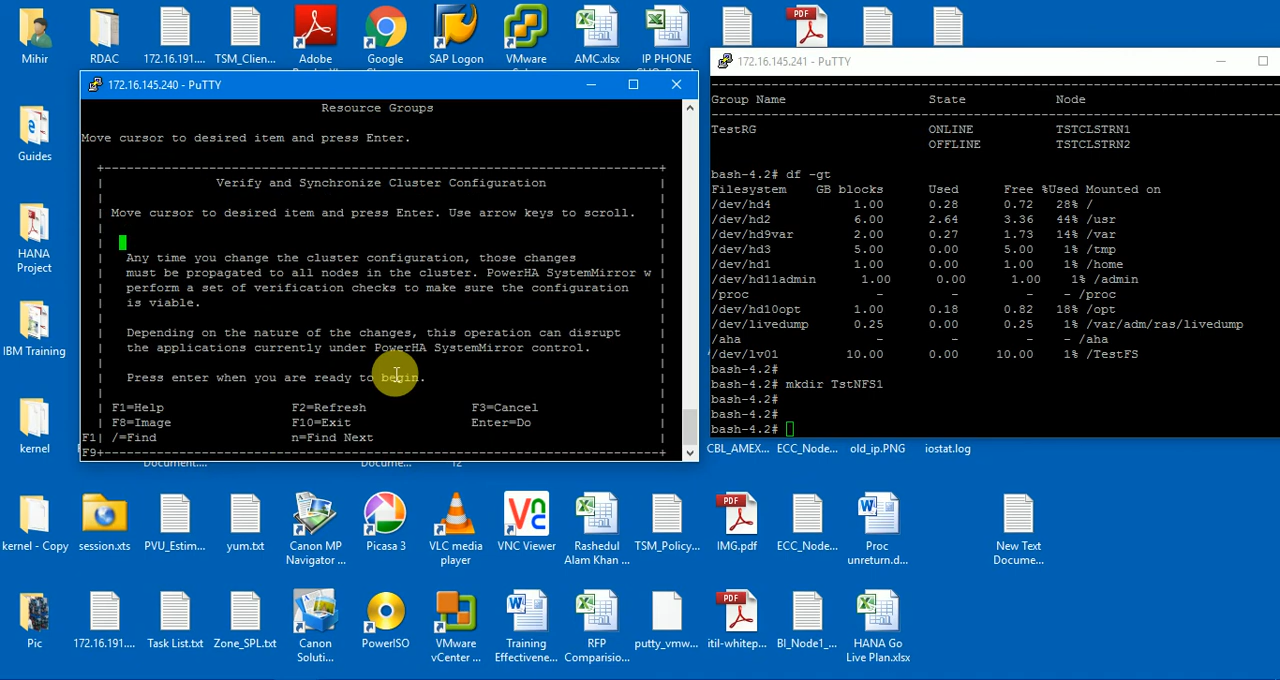 Mihir
RDAC
172.16.191....
TSM_Clien...
Adobe
Google
SAP Logon
VMware
AMC.xlsx
IP PHONE
PDF
Guides
HANA
Project
IBM Training
kernel
172.16.145.240 - PuTTY
Resource Groups
Move cursor to desired item and press Enter.
+--------------------------------------------------------------------------+
| Verify and Synchronize Cluster Configuration |
| Move cursor to desired item and press Enter. Use arrow keys to scroll. |
| Any time you change the cluster configuration, those changes |
| must be propagated to all nodes in the cluster. PowerHA SystemMirror w |
| perform a set of verification checks to make sure the configuration |
| is viable. |
| Depending on the nature of the changes, this operation can disrupt |
| the applications currently under PowerHA SystemMirror control. |
| Press enter when you are ready to begin. |
| F1=Help F2=Refresh F3=Cancel |
| F8=Image F10=Exit Enter=Do |
F1| /=Find n=Find Next |
F9+--------------------------------------------------------------------------+
172.16.145.241 - PuTTY
Group Name State Node
TestRG ONLINE TSTCLSTRN1
OFFLINE TSTCLSTRN2
bash-4.2# df -gt
Filesystem GB blocks Used Free %Used Mounted on
/dev/hd4 1.00 0.28 0.72 28% /
/dev/hd2 6.00 2.64 3.36 44% /usr
/dev/hd9var 2.00 0.27 1.73 14% /var
/dev/hd3 5.00 0.00 5.00 1% /tmp
/dev/hd1 1.00 0.00 1.00 1% /home
/dev/hd11admin 1.00 0.00 1.00 1% /admin
/proc - - - - /proc
/dev/hd10opt 1.00 0.18 0.82 18% /opt
/dev/livedump 0.25 0.00 0.25 1% /var/adm/ras/livedump
/aha - - - - /aha
/dev/lv01 10.00 0.00 10.00 1% /TestFS
bash-4.2#
bash-4.2# mkdir TstNFS1
bash-4.2#
bash-4.2#
bash-4.2#
Document....
Docume...
12
CBL_AMEX...
ECC_Node...
old_ip.PNG
iostat.log
kernel - Copy
session.xts
PVU_Estim...
yum.txt
Canon MP
Navigator ...
Picasa 3
VLC media
player
VNC Viewer
Rashedul
Alam Khan ...
TSM_Policy...
PDF
IMG.pdf
ECC_Node...
Proc
unreturn.d...
New Text
Docume...
Pic
172.16.191....
Task List.txt
Zone_SPL.txt
Canon
Soluti...
PowerISO
VMware
vCenter ...
Training
Effectivene...
RFP
Comparision...
putty_vmw...
PDF
itil-whitep...
BI_Node1_...
HANA Go
Live Plan.xlsx